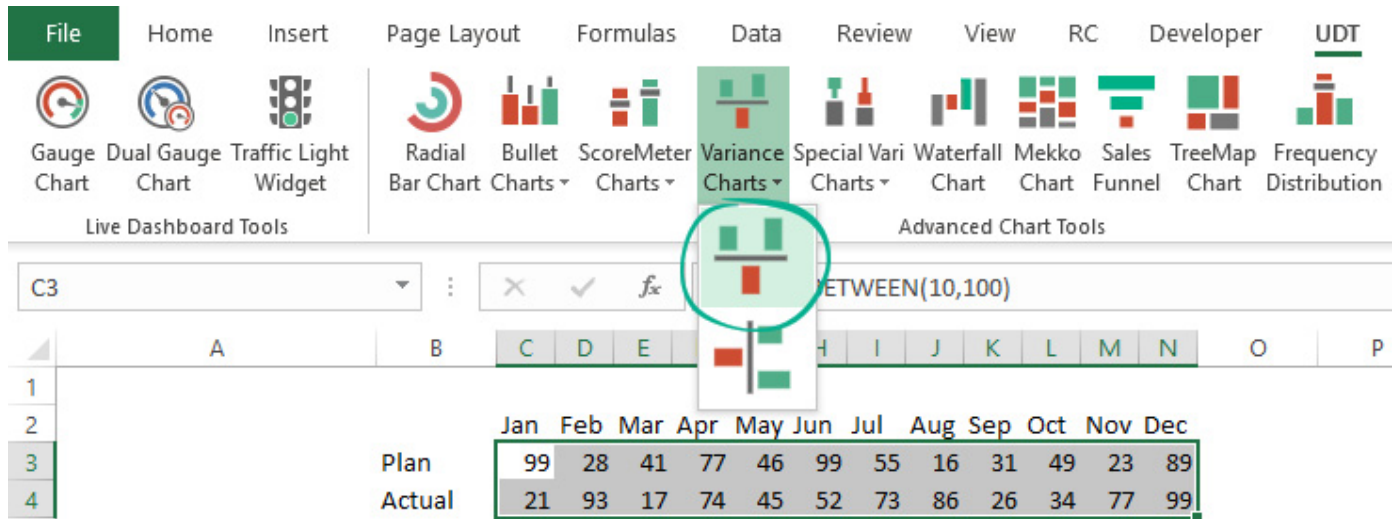 File Home Insert Page Layout Formulas Data Review View RC Developer UDT
Gauge Dual Gauge Traffic Light Radial Bullet ScoreMeter Variance Special Vari Waterfall Mekko Sales TreeMap Frequency
Chart Chart Widget Bar Chart Charts Charts Charts Charts Chart Chart Funnel Chart Distribution
Live Dashboard Tools Advanced Chart Tools
C3 fx ETWEEN(10,100)
A B C D E H I J K L M N O P
1
2 Jan Feb Mar Apr May Jun Jul Aug Sep Oct Nov Dec
3 Plan 99 28 41 77 46 99 55 16 31 49 23 89
4 Actual 21 93 17 74 45 52 73 86 26 34 77 99